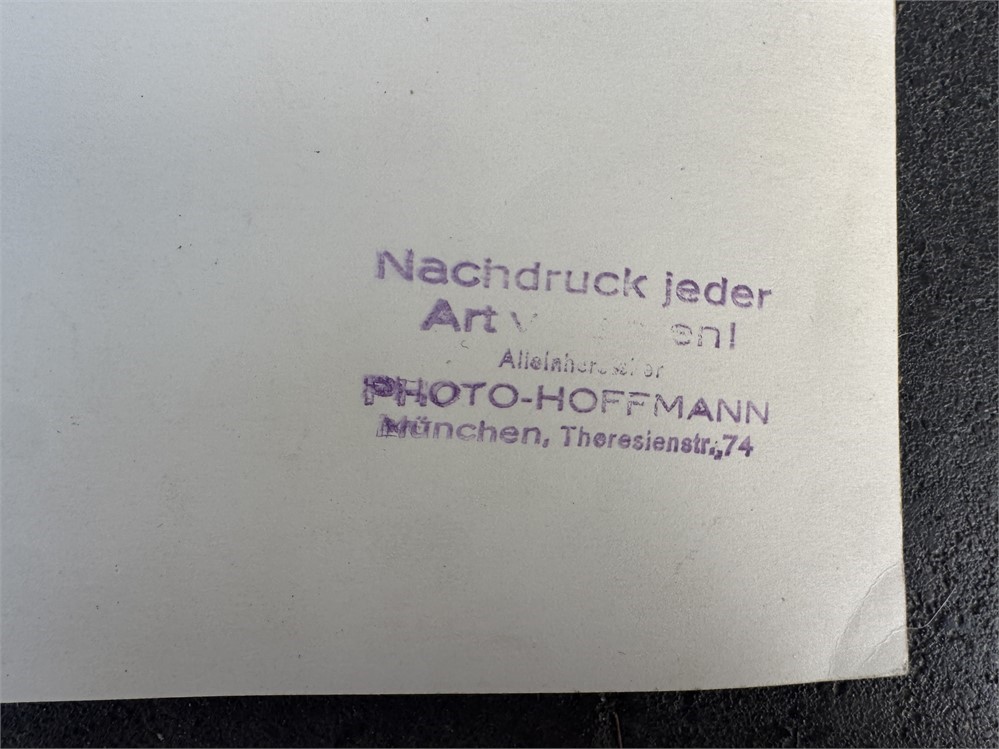 Nachdruck jeder
Art
PHOTO-HOFFMANN
München, Theresienstr. 74